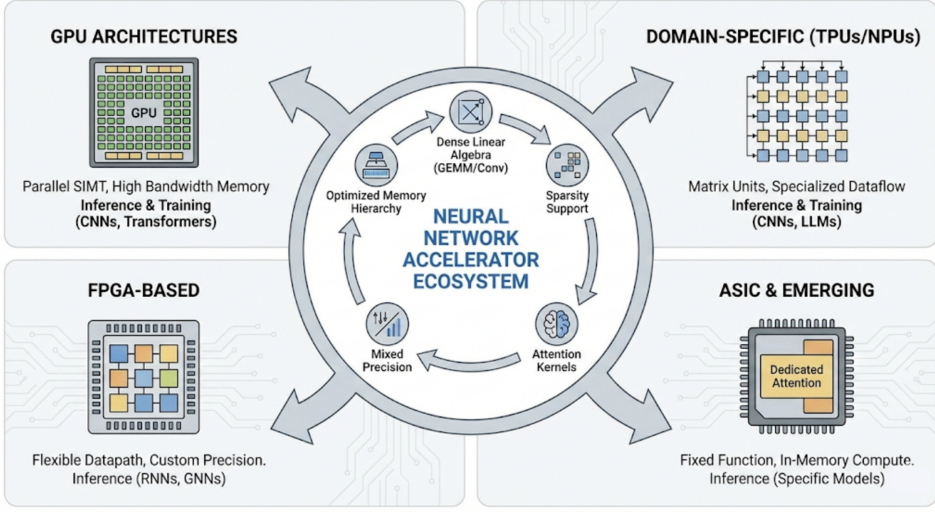 GPU ARCHITECTURES
GPU
Parallel SIMT, High Bandwidth Memory
Inference & Training
(CNNs, Transformers)
DOMAIN-SPECIFIC (TPUs/NPUs)
Matrix Units, Specialized Dataflow
Inference & Training
(CNNs, LLMs)
Dense Linear
Algebra
(GEMM/Conv)
Optimized Memory
Hierarchy
Sparsity
Support
NEURAL
NETWORK
ACCELERATOR
ECOSYSTEM
Mixed
Precision
Attention
Kernels
FPGA-BASED
Flexible Datapath, Custom Precision.
Inference (RNNs, GNNs)
ASIC & EMERGING
Dedicated
Attention
Fixed Function, In-Memory Compute.
Inference (Specific Models)